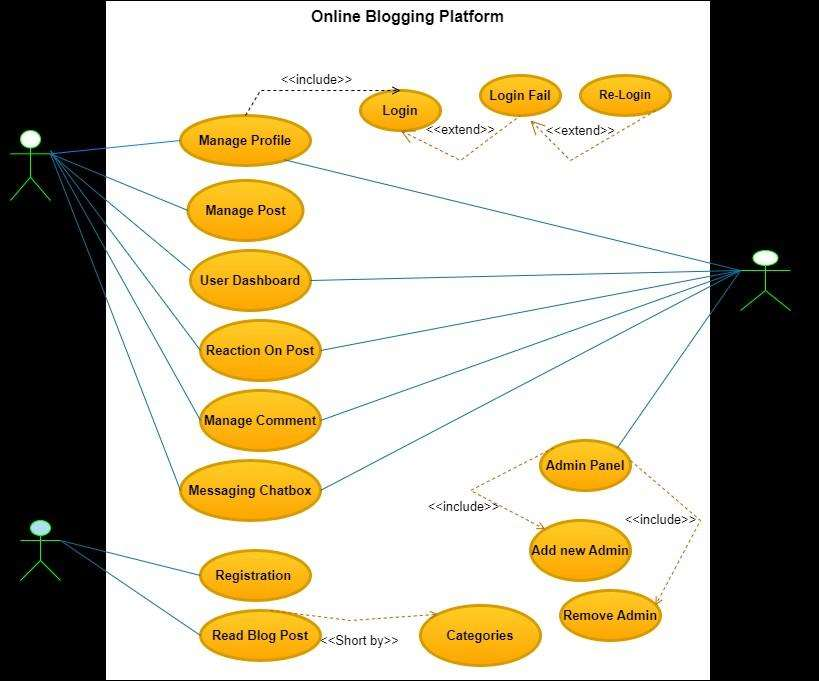 Online Blogging Platform
<<include>>
Login
Login Fail
Re-Login
<<extend>>
<<extend>>
Manage Profile
Manage Post
User Dashboard
Reaction On Post
Manage Comment
Messaging Chatbox
Admin Panel
<<include>>
<<include>>
Add new Admin
Remove Admin
Registration
Read Blog Post
<<Short by>>
Categories